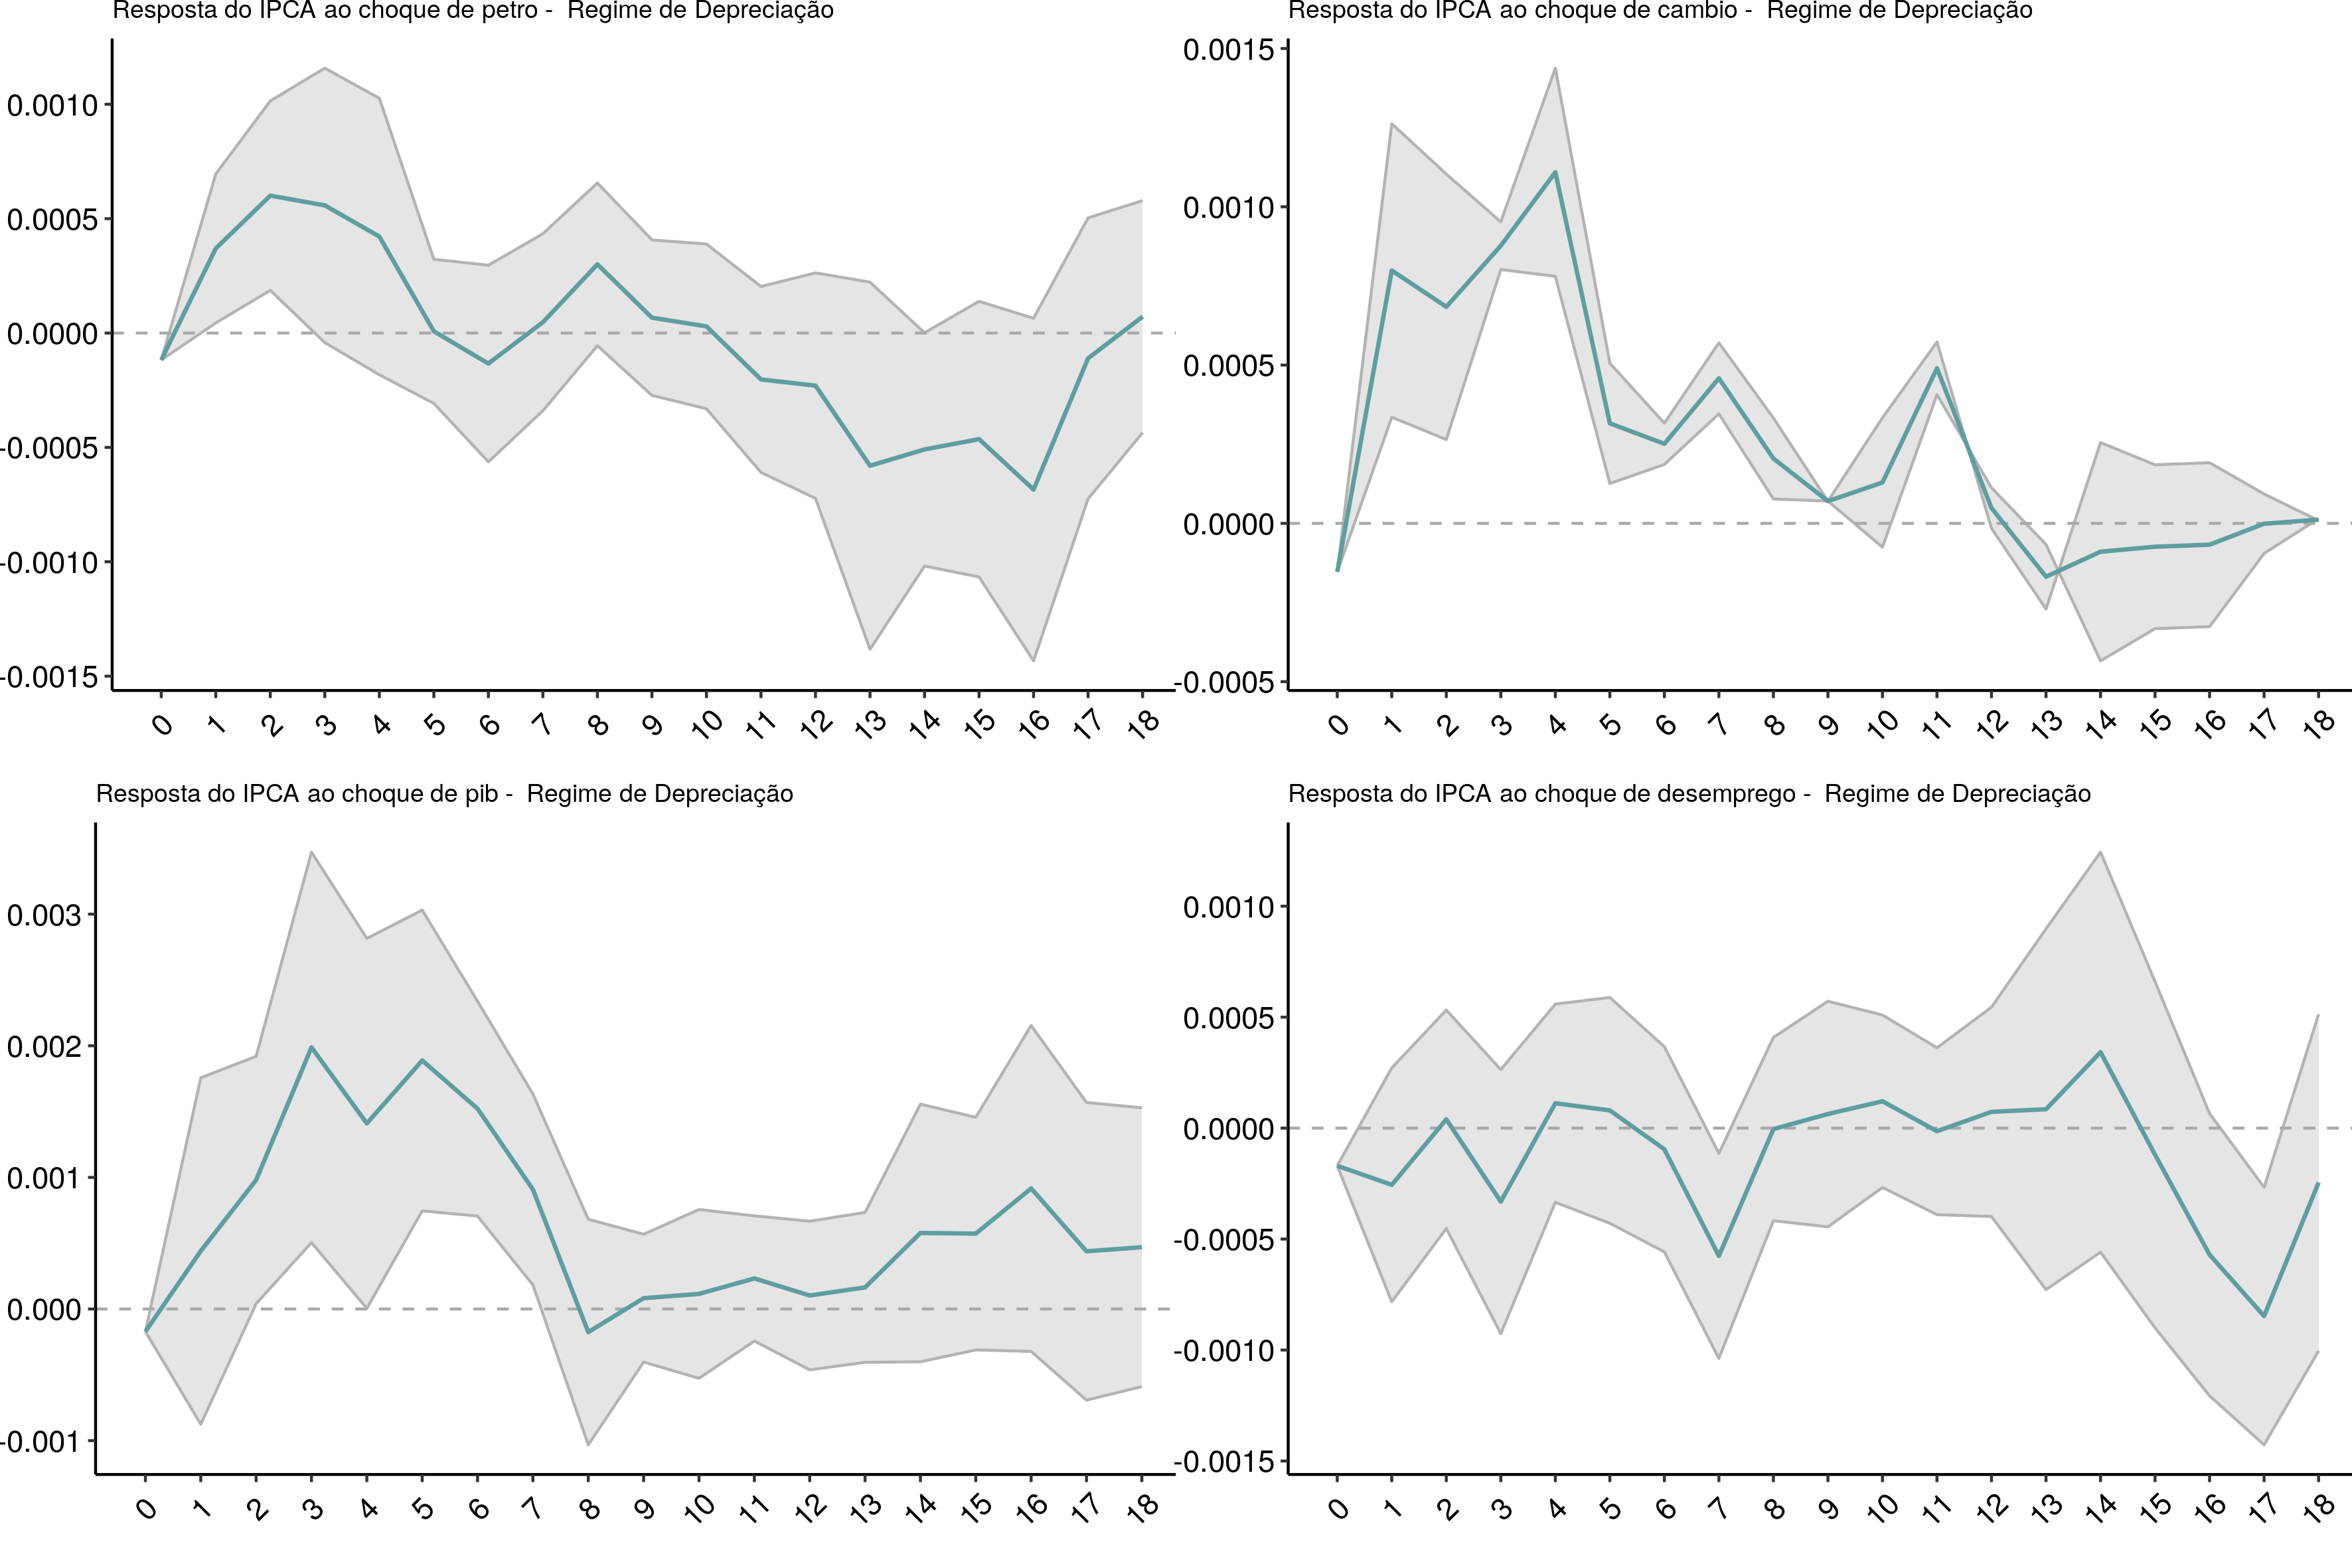 Resposta do IPCA ao choque de petro -  Regime de Depreciação
0.0010
0.0005
0.0000
-0.0005
-0.0010
-0.0015
0 1 2 3 4 5 6 7 8 9 10 11 12 13 14 15 16 17 18
Resposta do IPCA ao choque de cambio -  Regime de Depreciação
0.0015
0.0010
0.0005
0.0000
-0.0005
0 1 2 3 4 5 6 7 8 9 10 11 12 13 14 15 16 17 18
Resposta do IPCA ao choque de pib -  Regime de Depreciação
0.003
0.002
0.001
0.000
-0.001
0 1 2 3 4 5 6 7 8 9 10 11 12 13 14 15 16 17 18
Resposta do IPCA ao choque de desemprego -  Regime de Depreciação
0.0010
0.0005
0.0000
-0.0005
-0.0010
-0.0015
0 1 2 3 4 5 6 7 8 9 10 11 12 13 14 15 16 17 18